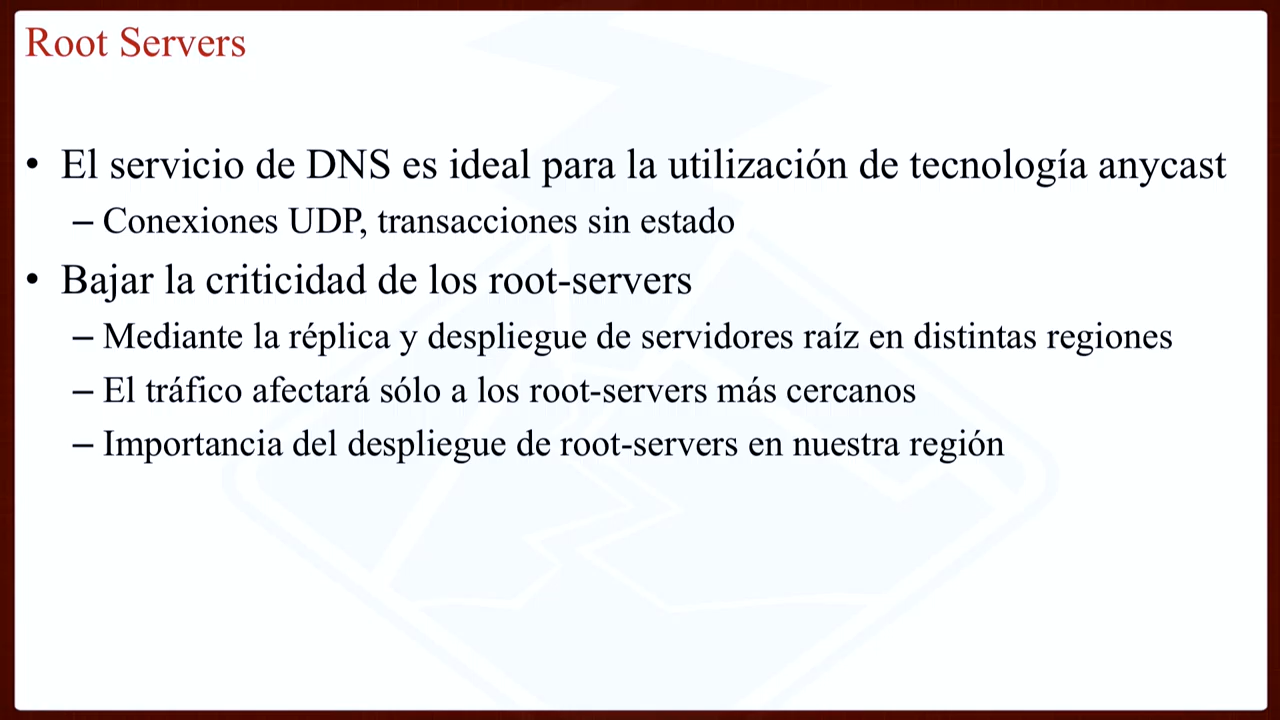 Root Servers
• El servicio de DNS es ideal para la utilización de tecnología anycast
– Conexiones UDP, transacciones sin estado
• Bajar la criticidad de los root-servers
– Mediante la réplica y despliegue de servidores raíz en distintas regiones
– El tráfico afectará sólo a los root-servers más cercanos
– Importancia del despliegue de root-servers en nuestra región